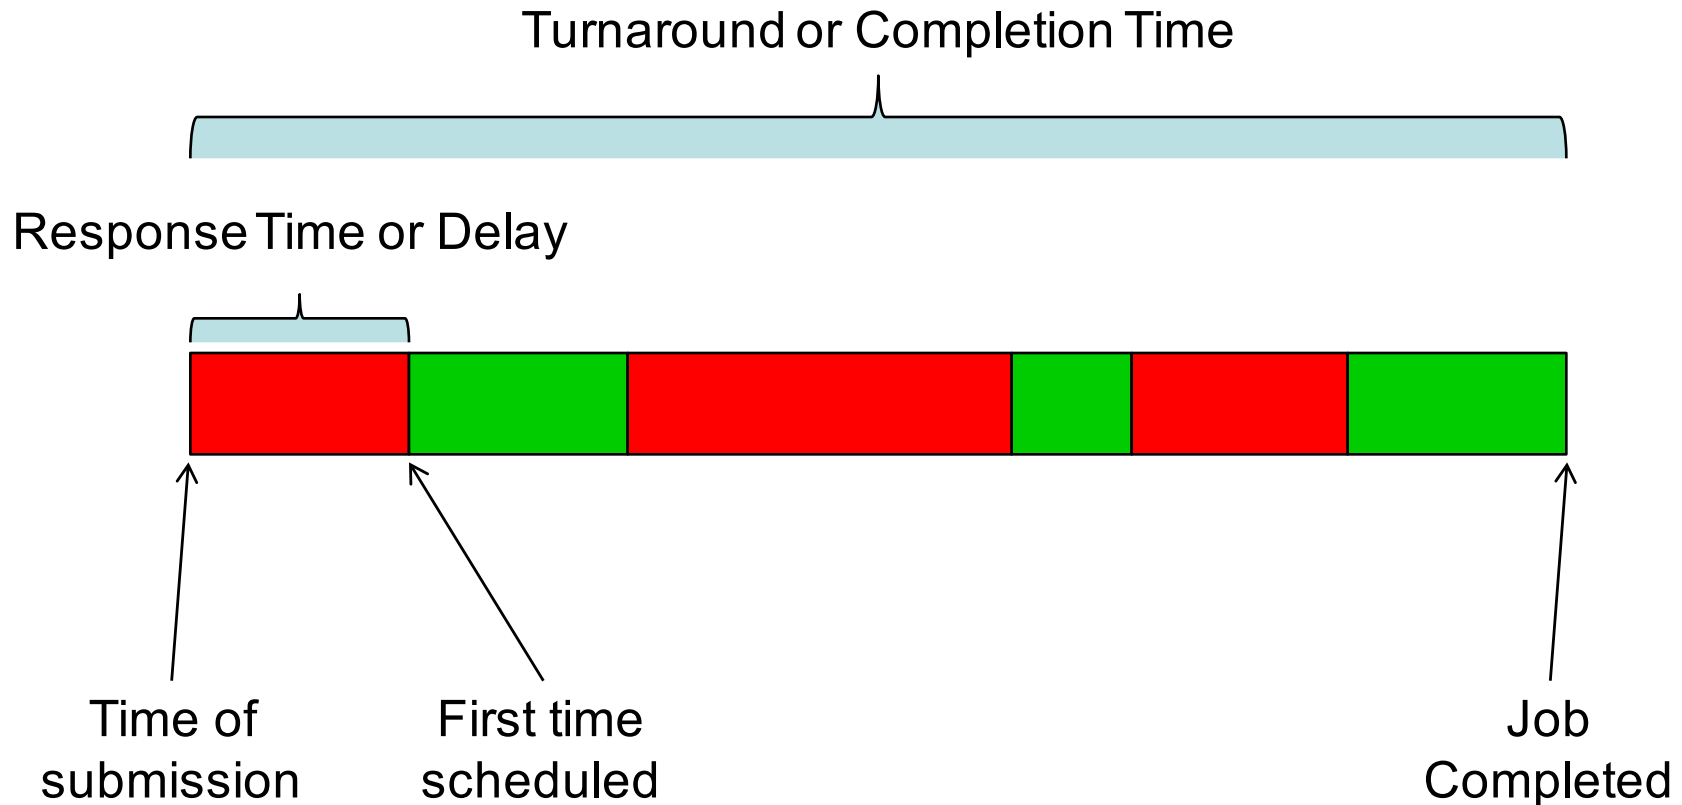 Turnaround or Completion Time
Response Time or Delay
Time of
submission
First time
scheduled
Job
Completed